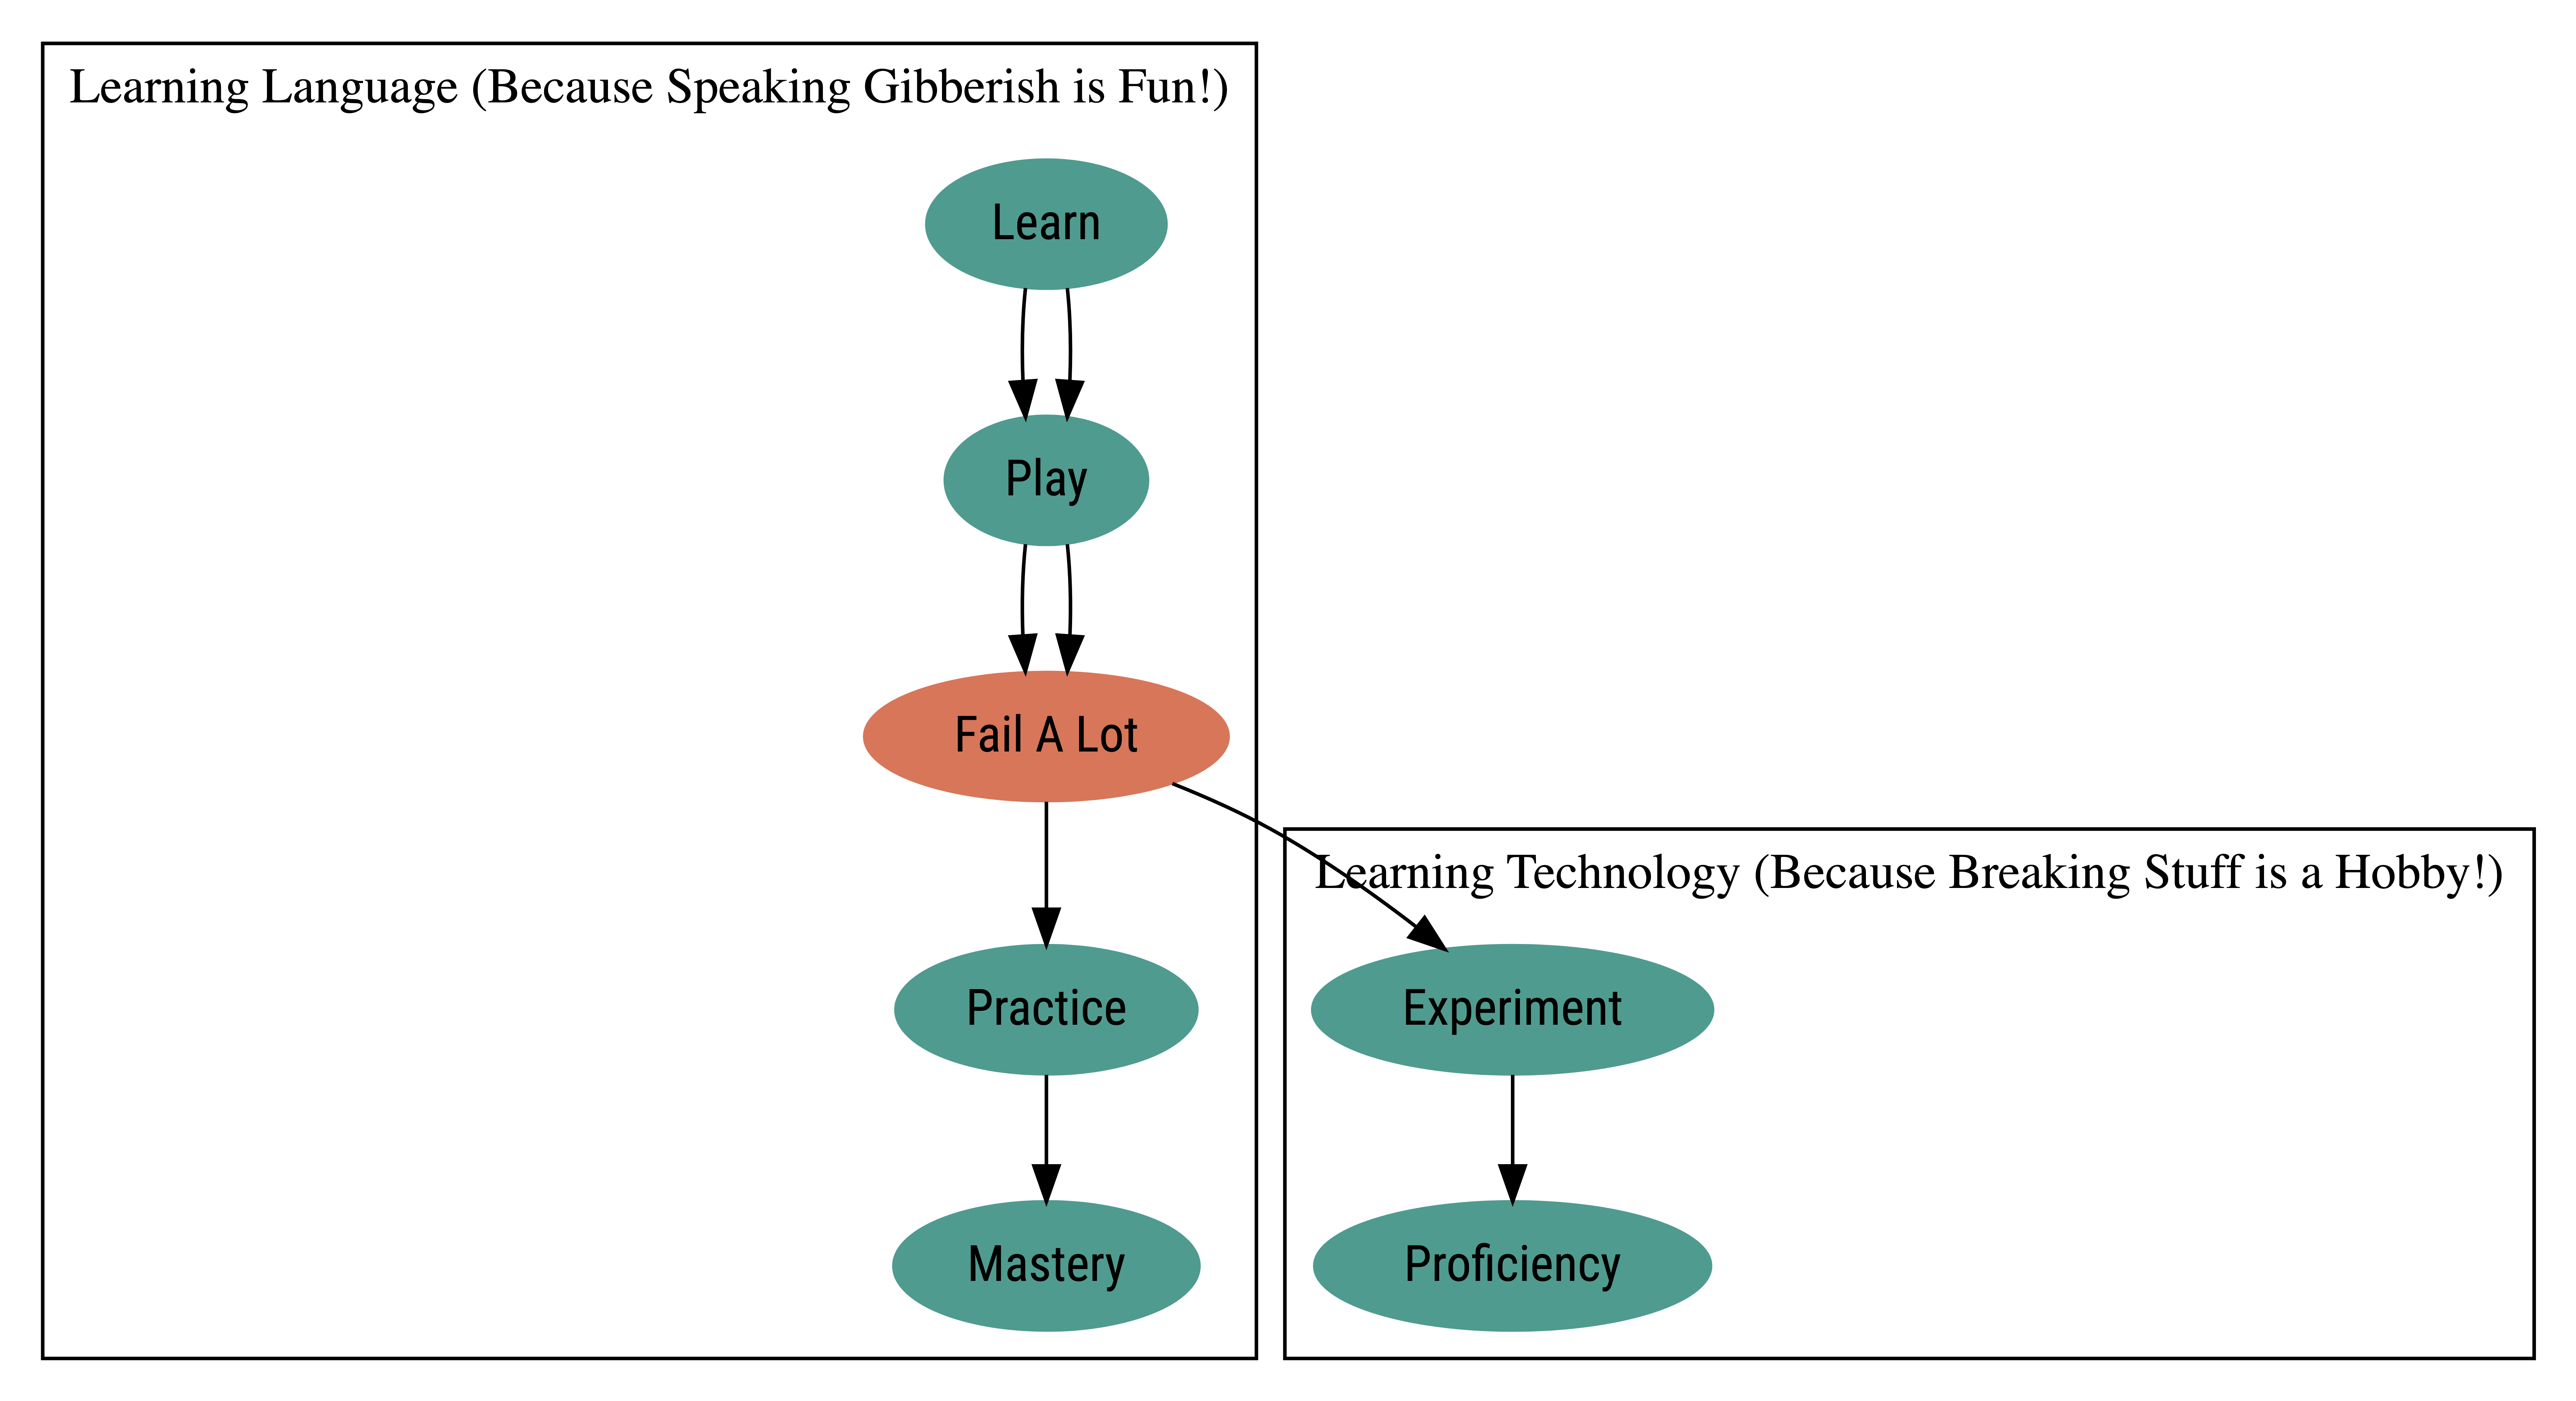 Learning Language (Because Speaking Gibberish is Fun!)
Learn
Play
Fail A Lot
Practice
Mastery
Learning Technology (Because Breaking Stuff is a Hobby!)
Experiment
Proficiency